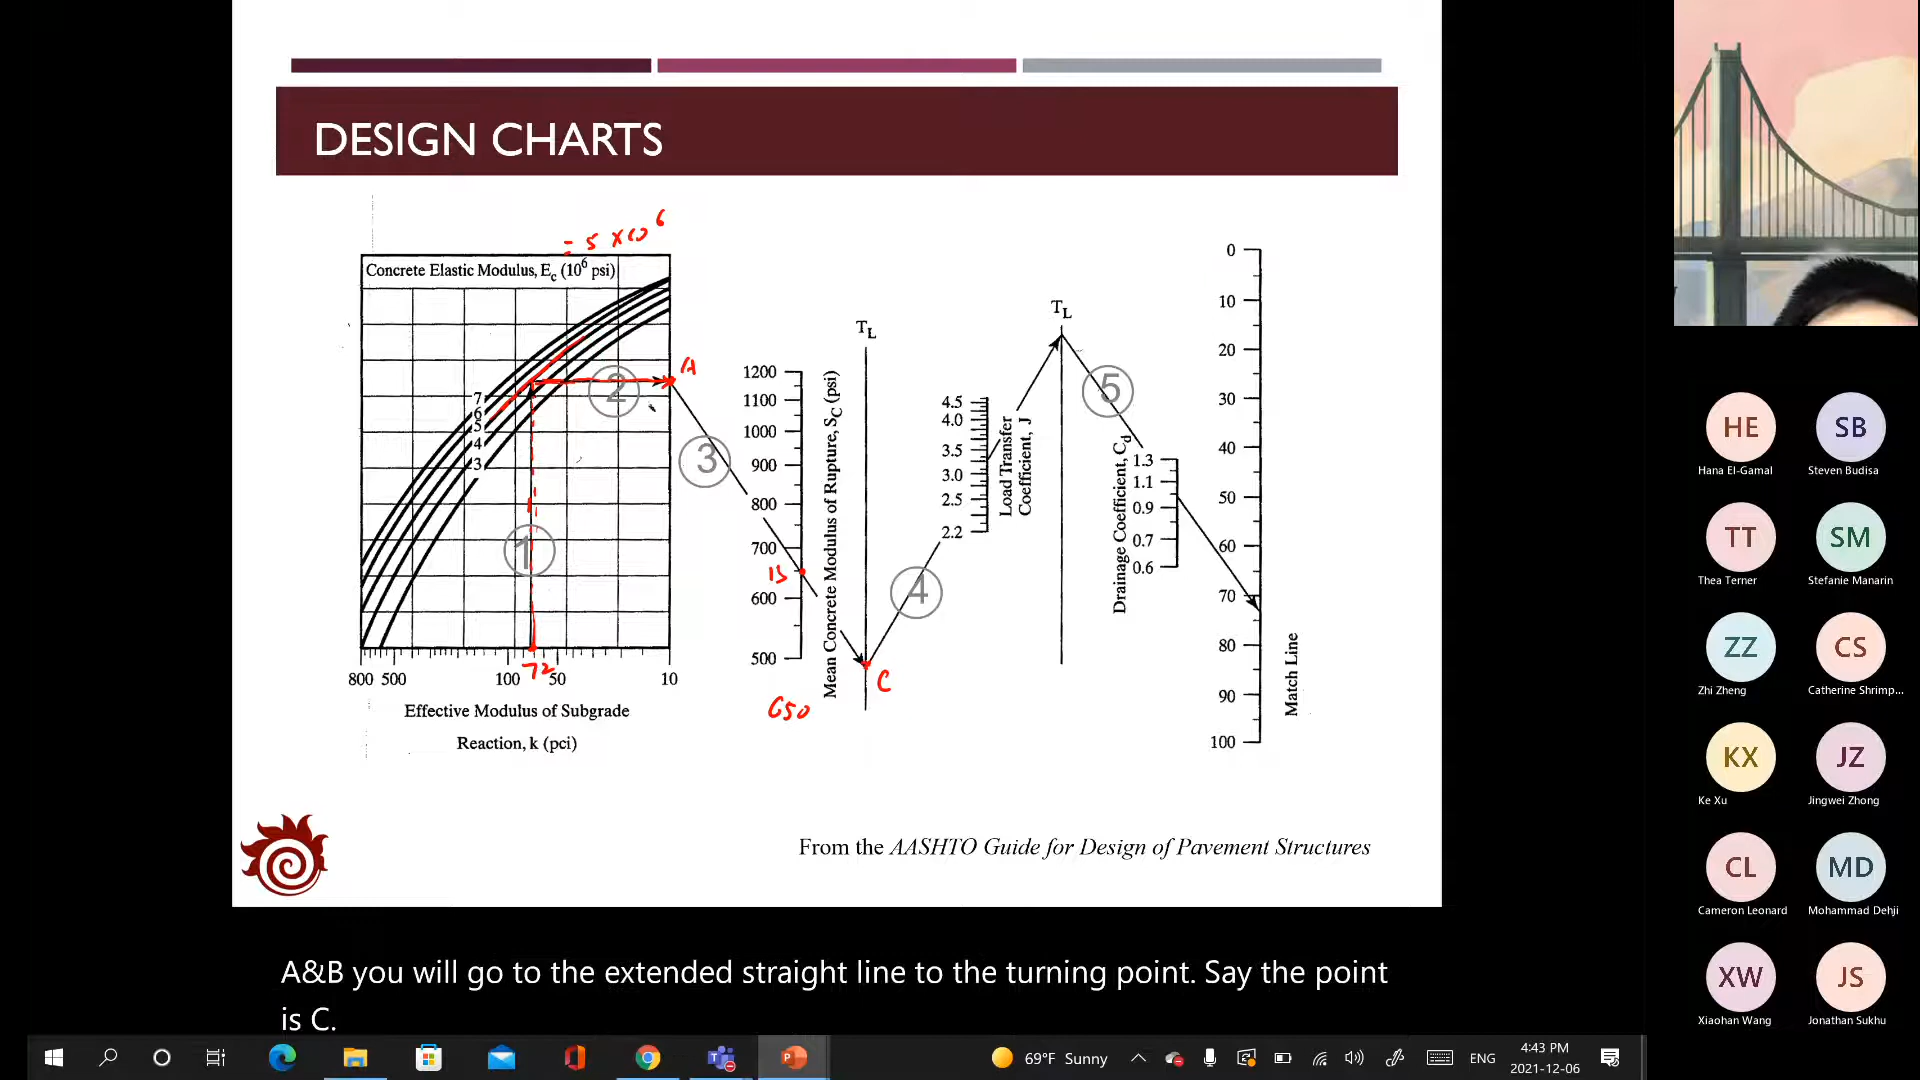 DESIGN CHARTS
= 5 x 10 6
Concrete Elastic Modulus, Ec (10^6 psi)
7
6
5
4
3
1
2
A
3
800 500 100 72 50 10
Effective Modulus of Subgrade
Reaction, k (pci)
1200
1100
1000
900
800
700
B
600
500
650
Mean Concrete Modulus of Rupture, SC (psi)
TL
C
4
4.5
4.0
3.5
3.0
2.5
2.2
Load Transfer
Coefficient, J
TL
5
Drainage Coefficient, Cd
1.3
1.1
0.9
0.7
0.6
0
10
20
30
40
50
60
70
80
90
100
Match Line
From the AASHTO Guide for Design of Pavement Structures
HE SB
Hana El-Gamal Steven Budisa
TT SM
Thea Terner Stefanie Manarin
ZZ CS
Zhi Zheng Catherine Shrimp...
KX JZ
Ke Xu Jingwei Zhong
CL MD
Cameron Leonard Mohammad Dehji
XW JS
Xiaohan Wang Jonathan Sukhu
A&B you will go to the extended straight line to the turning point. Say the point
is C.
69°F Sunny ENG 4:43 PM
2021-12-06